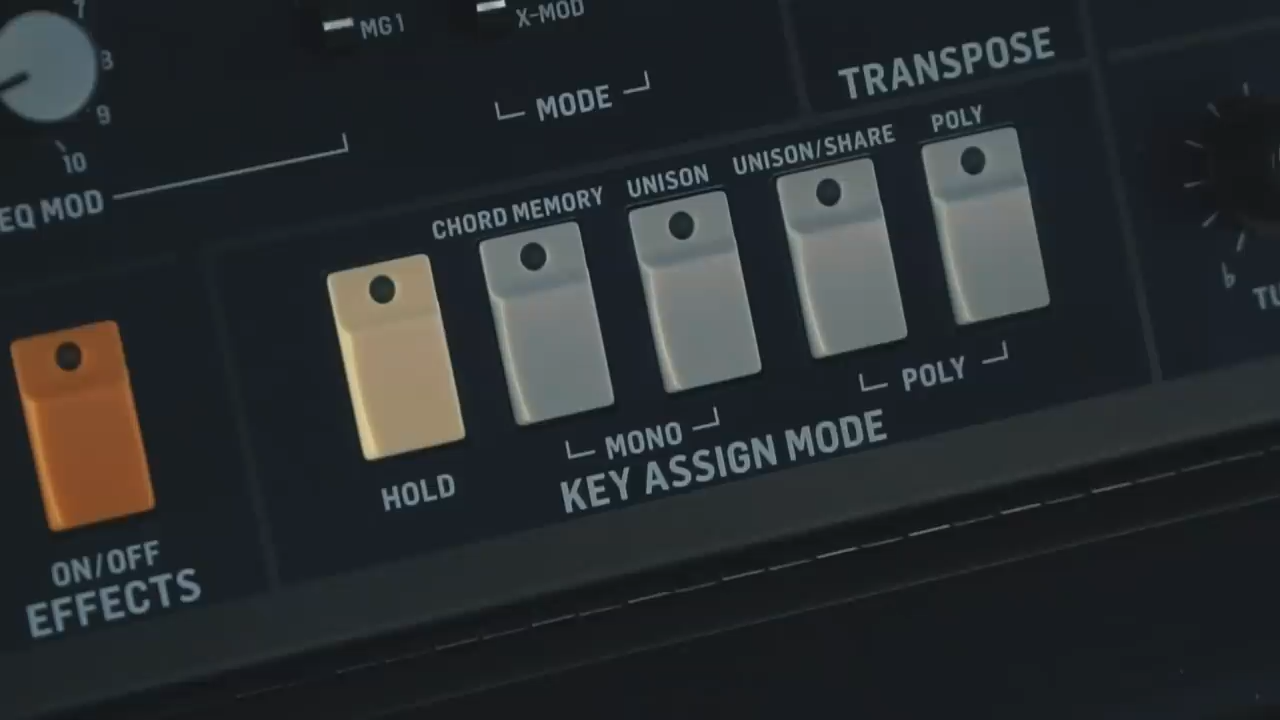 7
8
9
10
MG1
X-MOD
MODE
EQ MOD
TRANSPOSE
CHORD MEMORY
UNISON
UNISON/SHARE
POLY
HOLD
MONO
POLY
KEY ASSIGN MODE
ON/OFF
EFFECTS
♭